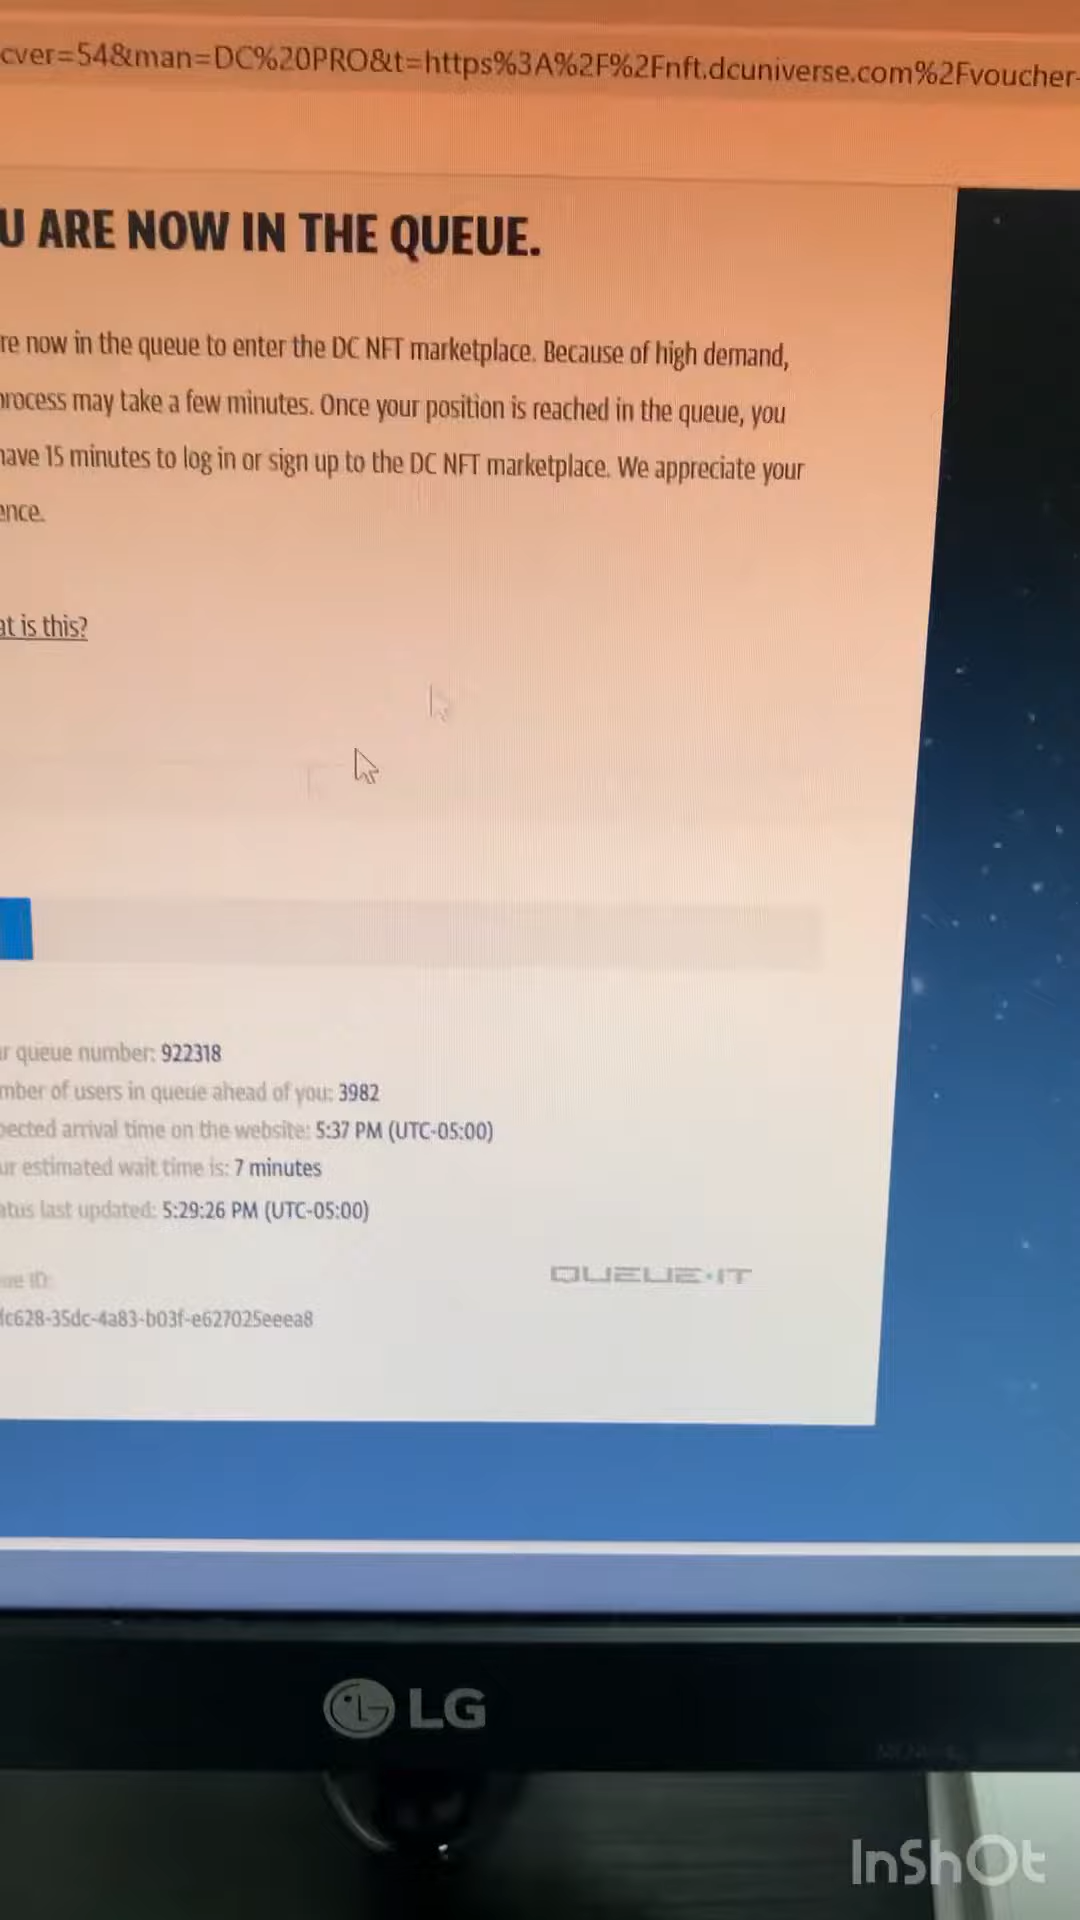 cver=54&man=DC%20PRO&t=https%3A%2F%2Fnft.dcuniverse.com%2Fvoucher-
U ARE NOW IN THE QUEUE.
re now in the queue to enter the DC NFT marketplace. Because of high demand,
rocess may take a few minutes. Once your position is reached in the queue, you
have 15 minutes to log in or sign up to the DC NFT marketplace. We appreciate your
ence.
at is this?
r queue number: 922318
mber of users in queue ahead of you: 3982
pected arrival time on the website: 5:37 PM (UTC-05:00)
ur estimated wait time is: 7 minutes
atus last updated: 5:29:26 PM (UTC-05:00)
ue ID:
QUEUE-IT
fc628-35dc-4a83-b03f-e627025eeea8
LG
InShOt